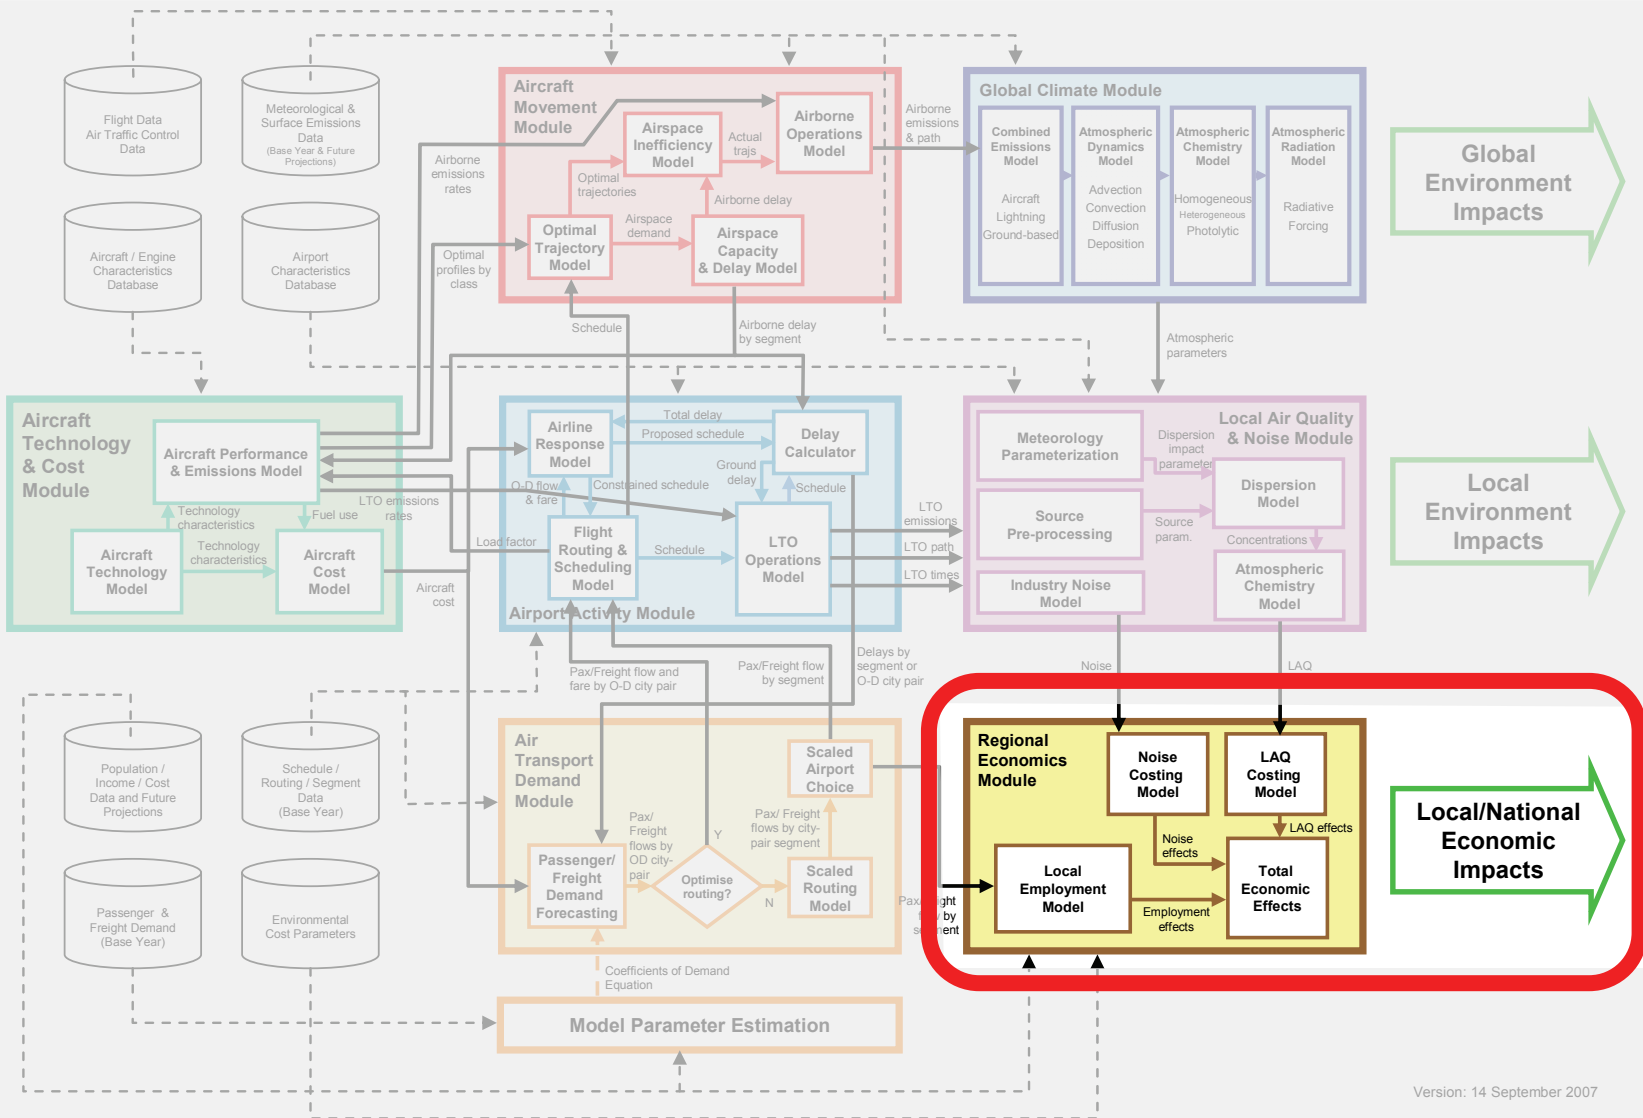 Flight Data
Air Traffic Control
Data
Meteorological &
Surface Emissions
Data
(Base Year & Future
Projections)
Aircraft / Engine
Characteristics
Database
Airport
Characteristics
Database
Aircraft
Movement
Module
Airspace
Inefficiency
Model
Actual
trajs
Airborne
Operations
Model
Airborne
emissions
& path
Airborne
emissions
rates
Optimal
trajectories
Airborne delay
Optimal
Trajectory
Model
Airspace
demand
Airspace
Capacity
& Delay Model
Optimal
profiles by
class
Schedule
Airborne delay
by segment
Global Climate Module
Combined
Emissions
Model
Aircraft
Lightning
Ground-based
Atmospheric
Dynamics
Model
Advection
Convection
Diffusion
Deposition
Atmospheric
Chemistry
Model
Homogeneous
Heterogeneous
Photolytic
Atmospheric
Radiation
Model
Radiative
Forcing
Atmospheric
parameters
Global
Environment
Impacts
Aircraft
Technology
& Cost
Module
Aircraft Performance
& Emissions Model
Technology
characteristics
Fuel use
LTO emissions
rates
Aircraft
Technology
Model
Technology
characteristics
Aircraft
Cost
Model
Load factor
Aircraft
cost
Airline
Response
Model
Total delay
Proposed schedule
Delay
Calculator
Ground
delay
Schedule
O-D flow
& fare
Constrained schedule
Flight
Routing &
Scheduling
Model
Schedule
LTO
Operations
Model
Airport Activity Module
LTO
emissions
LTO path
LTO times
Local Air Quality
& Noise Module
Meteorology
Parameterization
Dispersion
impact
parameter
Dispersion
Model
Source
Pre-processing
Source
param.
Concentrations
Industry Noise
Model
Atmospheric
Chemistry
Model
Local
Environment
Impacts
Noise
LAQ
Pax/Freight flow and
fare by O-D city pair
Pax/Freight flow
by segment
Delays by
segment or
O-D city pair
Population /
Income / Cost
Data and Future
Projections
Schedule /
Routing / Segment
Data
(Base Year)
Passenger &
Freight Demand
(Base Year)
Environmental
Cost Parameters
Air
Transport
Demand
Module
Scaled
Airport
Choice
Pax/
Freight
flows by
OD city-
pair
Y
Pax/ Freight
flows by city-
pair segment
Passenger/
Freight
Demand
Forecasting
Optimise
routing?
N
Scaled
Routing
Model
Pax/Freight
flow by
segment
Coefficients of Demand
Equation
Model Parameter Estimation
Regional
Economics
Module
Noise
Costing
Model
LAQ
Costing
Model
Noise
effects
LAQ effects
Local
Employment
Model
Employment
effects
Total
Economic
Effects
Local/National
Economic
Impacts
Version: 14 September 2007